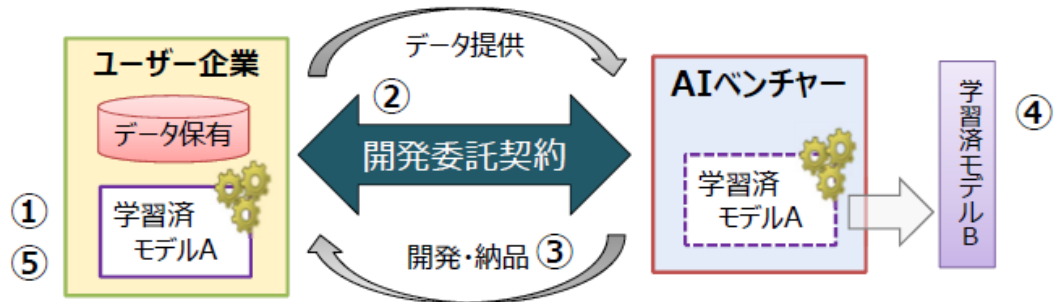 データ提供
ユーザー企業
AIベンチャー
②
データ保有
開発委託契約
学習済モデルB
④
学習済
モデルA
学習済
モデルA
①
⑤
開発・納品
③